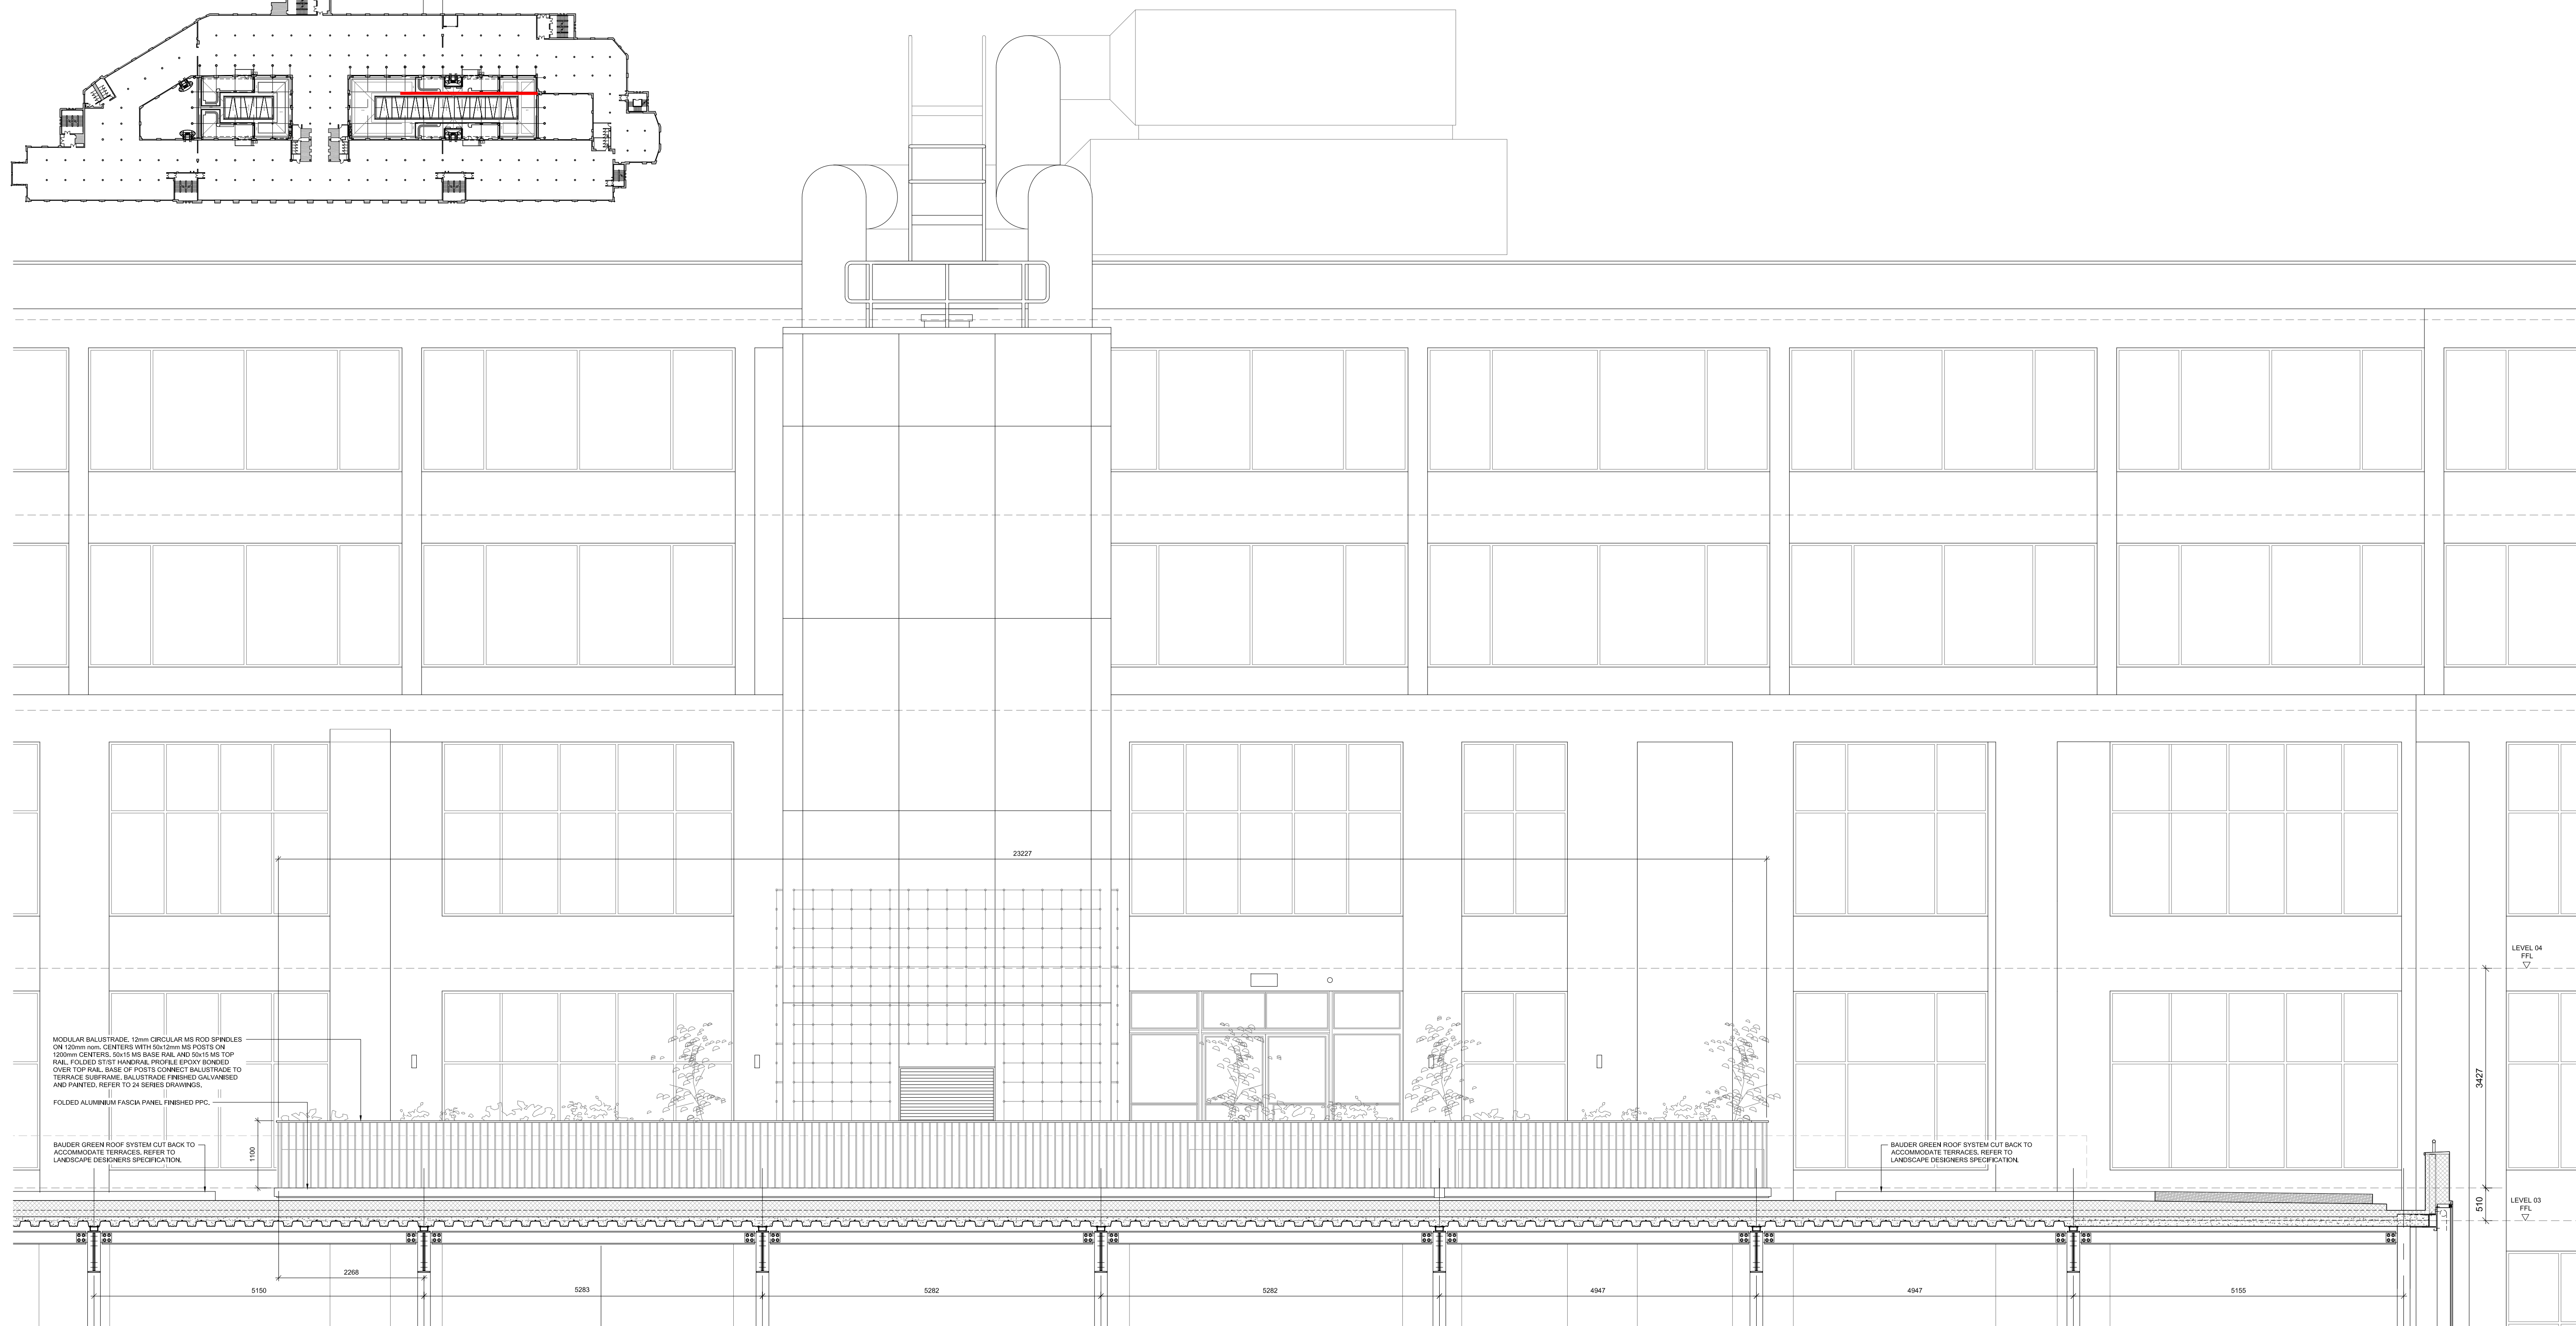 23227
LEVEL 04
FFL
MODULAR BALUSTRADE, 12mm CIRCULAR MS ROD SPINDLES
ON 120mm nom. CENTERS WITH 50x12mm MS POSTS ON
1200mm CENTERS. 50x15 MS BASE RAIL AND 50x15 MS TOP
RAIL. FOLDED ST/ST HANDRAIL PROFILE EPOXY BONDED
OVER TOP RAIL. BASE OF POSTS CONNECT BALUSTRADE TO
TERRACE SUBFRAME. BALUSTRADE FINISHED GALVANISED
AND PAINTED, REFER TO 24 SERIES DRAWINGS.
3427
FOLDED ALUMINIUM FASCIA PANEL FINISHED PPC.
BAUDER GREEN ROOF SYSTEM CUT BACK TO
ACCOMMODATE TERRACES, REFER TO
LANDSCAPE DESIGNERS SPECIFICATION.
1100
BAUDER GREEN ROOF SYSTEM CUT BACK TO
ACCOMMODATE TERRACES, REFER TO
LANDSCAPE DESIGNERS SPECIFICATION.
510
LEVEL 03
FFL
2268
5150
5283
5282
5282
4947
4947
5155